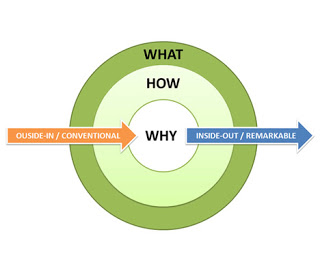 WHAT
HOW
OUSIDE-IN / CONVENTIONAL
WHY
INSIDE-OUT / REMARKABLE